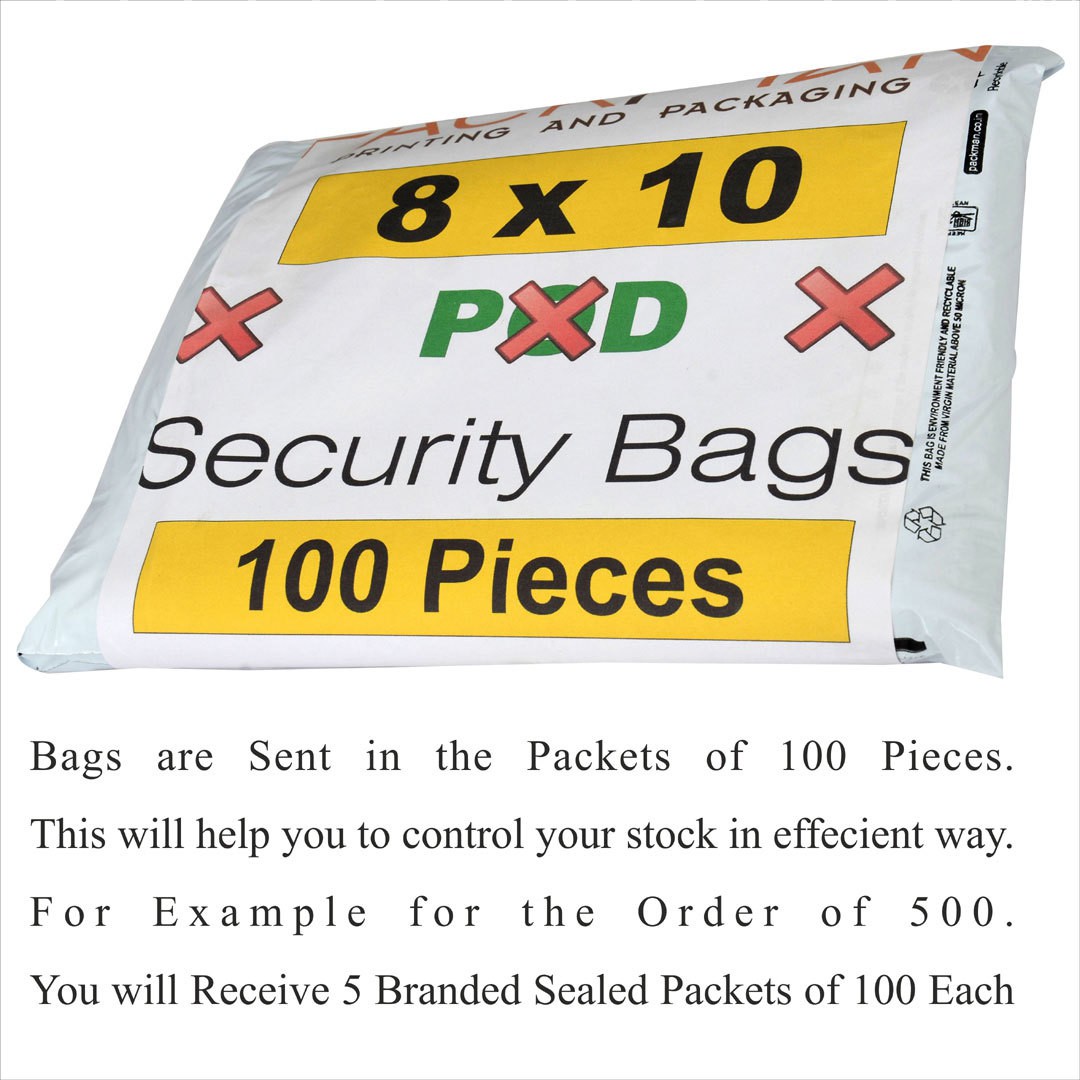 PACKMAN
PRINTING AND PACKAGING
8 x 10
POD
Security Bags
100 Pieces
packman.co.in
THIS BAG IS ENVIRONMENT FRIENDLY AND RECYCLABLE
MADE FROM VIRGIN MATERIAL ABOVE 50 MICRON
Bags are Sent in the Packets of 100 Pieces.
This will help you to control your stock in effecient way.
For Example for the Order of 500.
You will Receive 5 Branded Sealed Packets of 100 Each